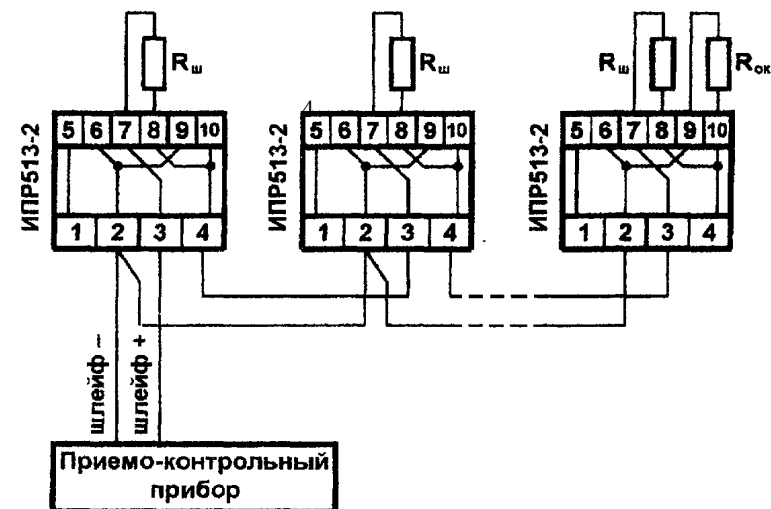 Rш
Rш
Rш
Rок
ИПР513-2
5 6 7 8 9 10
1 2 3 4
ИПР513-2
5 6 7 8 9 10
1 2 3 4
ИПР513-2
5 6 7 8 9 10
1 2 3 4
шлейф –
шлейф +
Приемо-контрольный
прибор